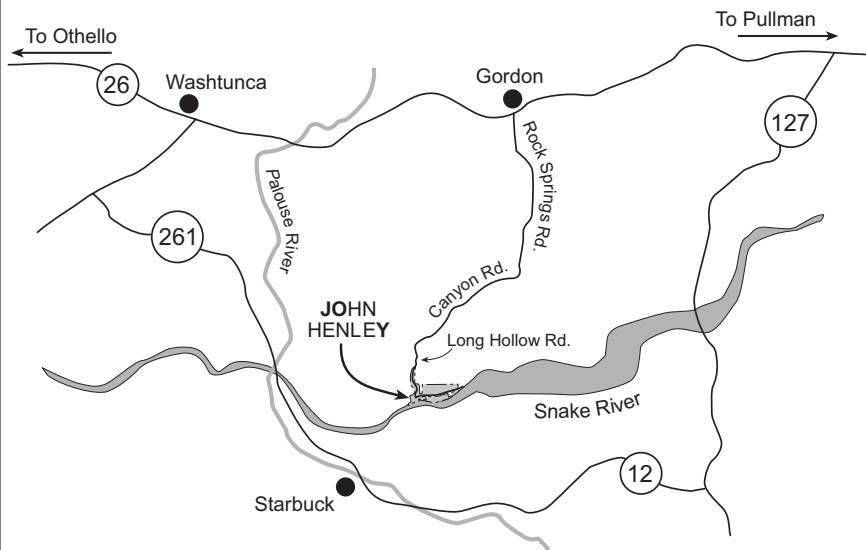 To Othello
To Pullman
26
Washtunca
Gordon
127
Rock Springs Rd.
Palouse River
261
Canyon Rd.
JOHN
HENLEY
Long Hollow Rd.
Snake River
12
Starbuck